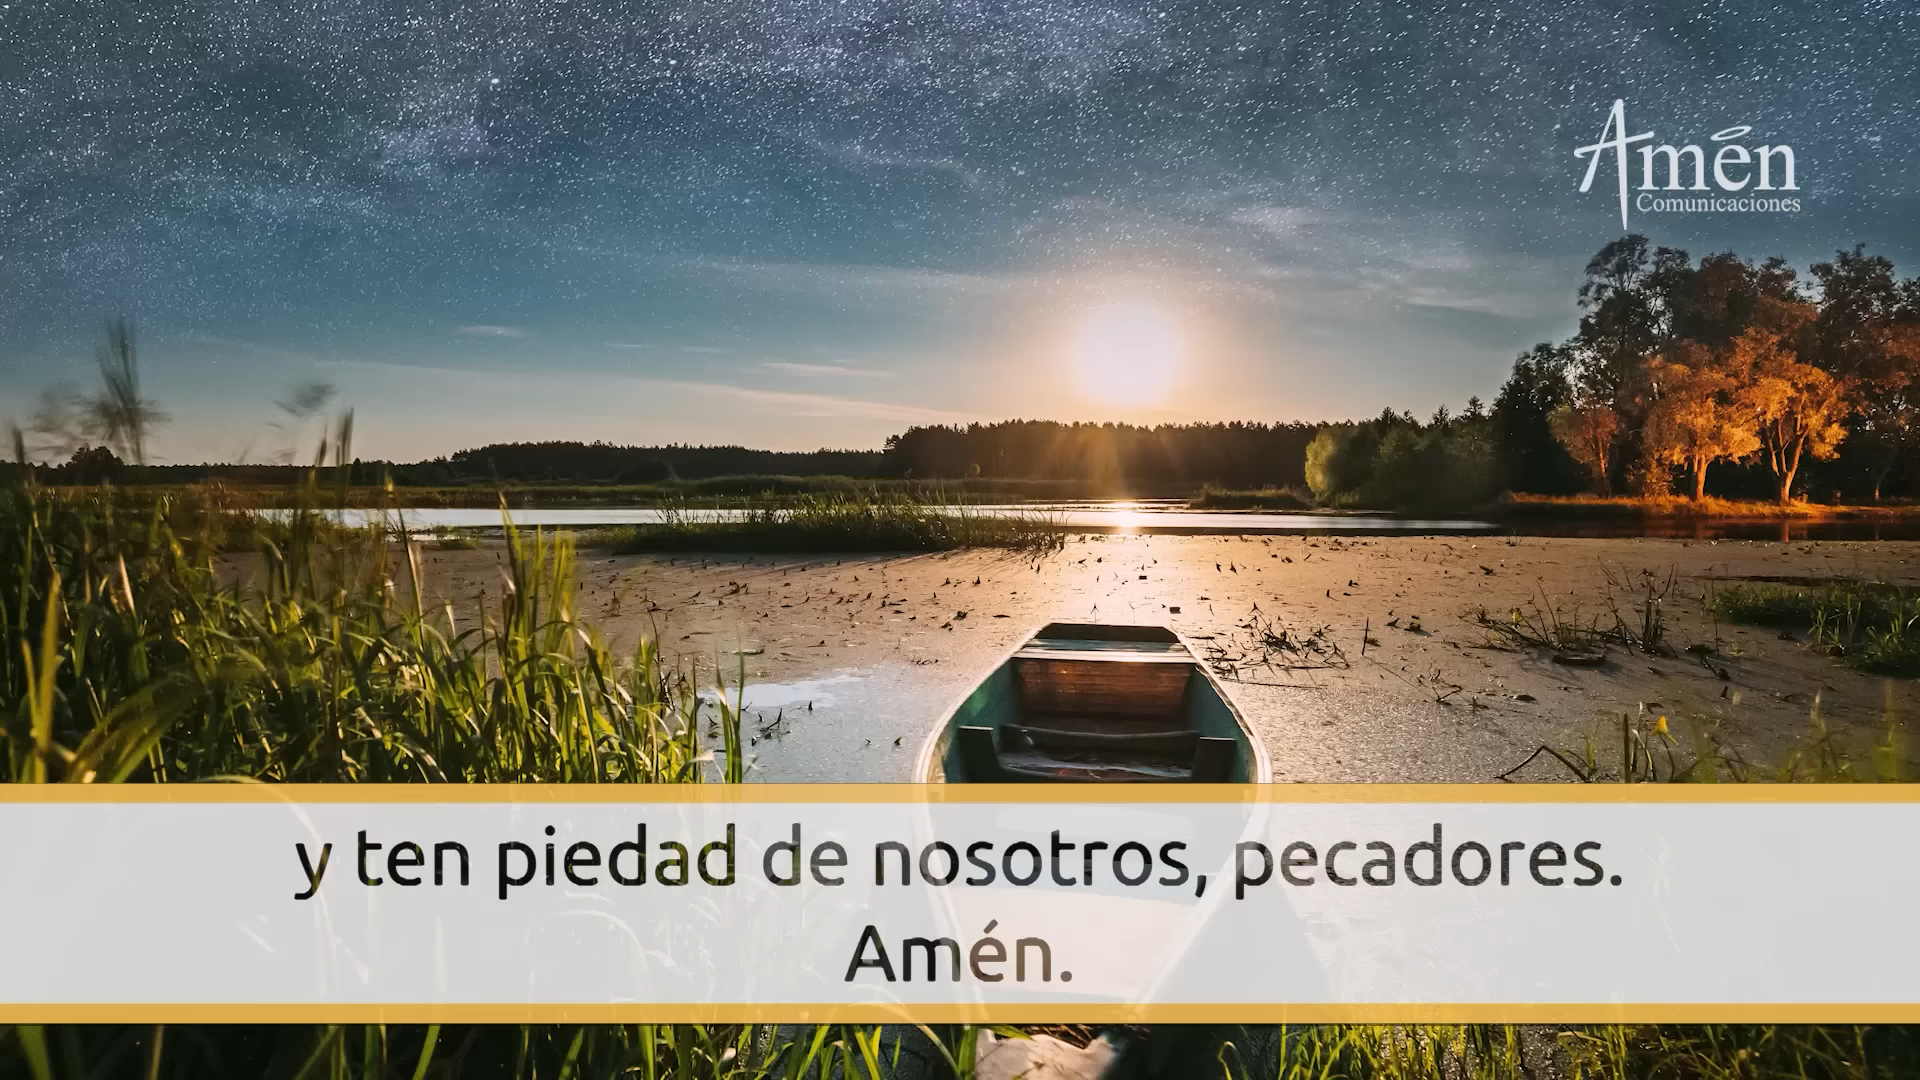 Amén
Comunicaciones
y ten piedad de nosotros, pecadores.
Amén.